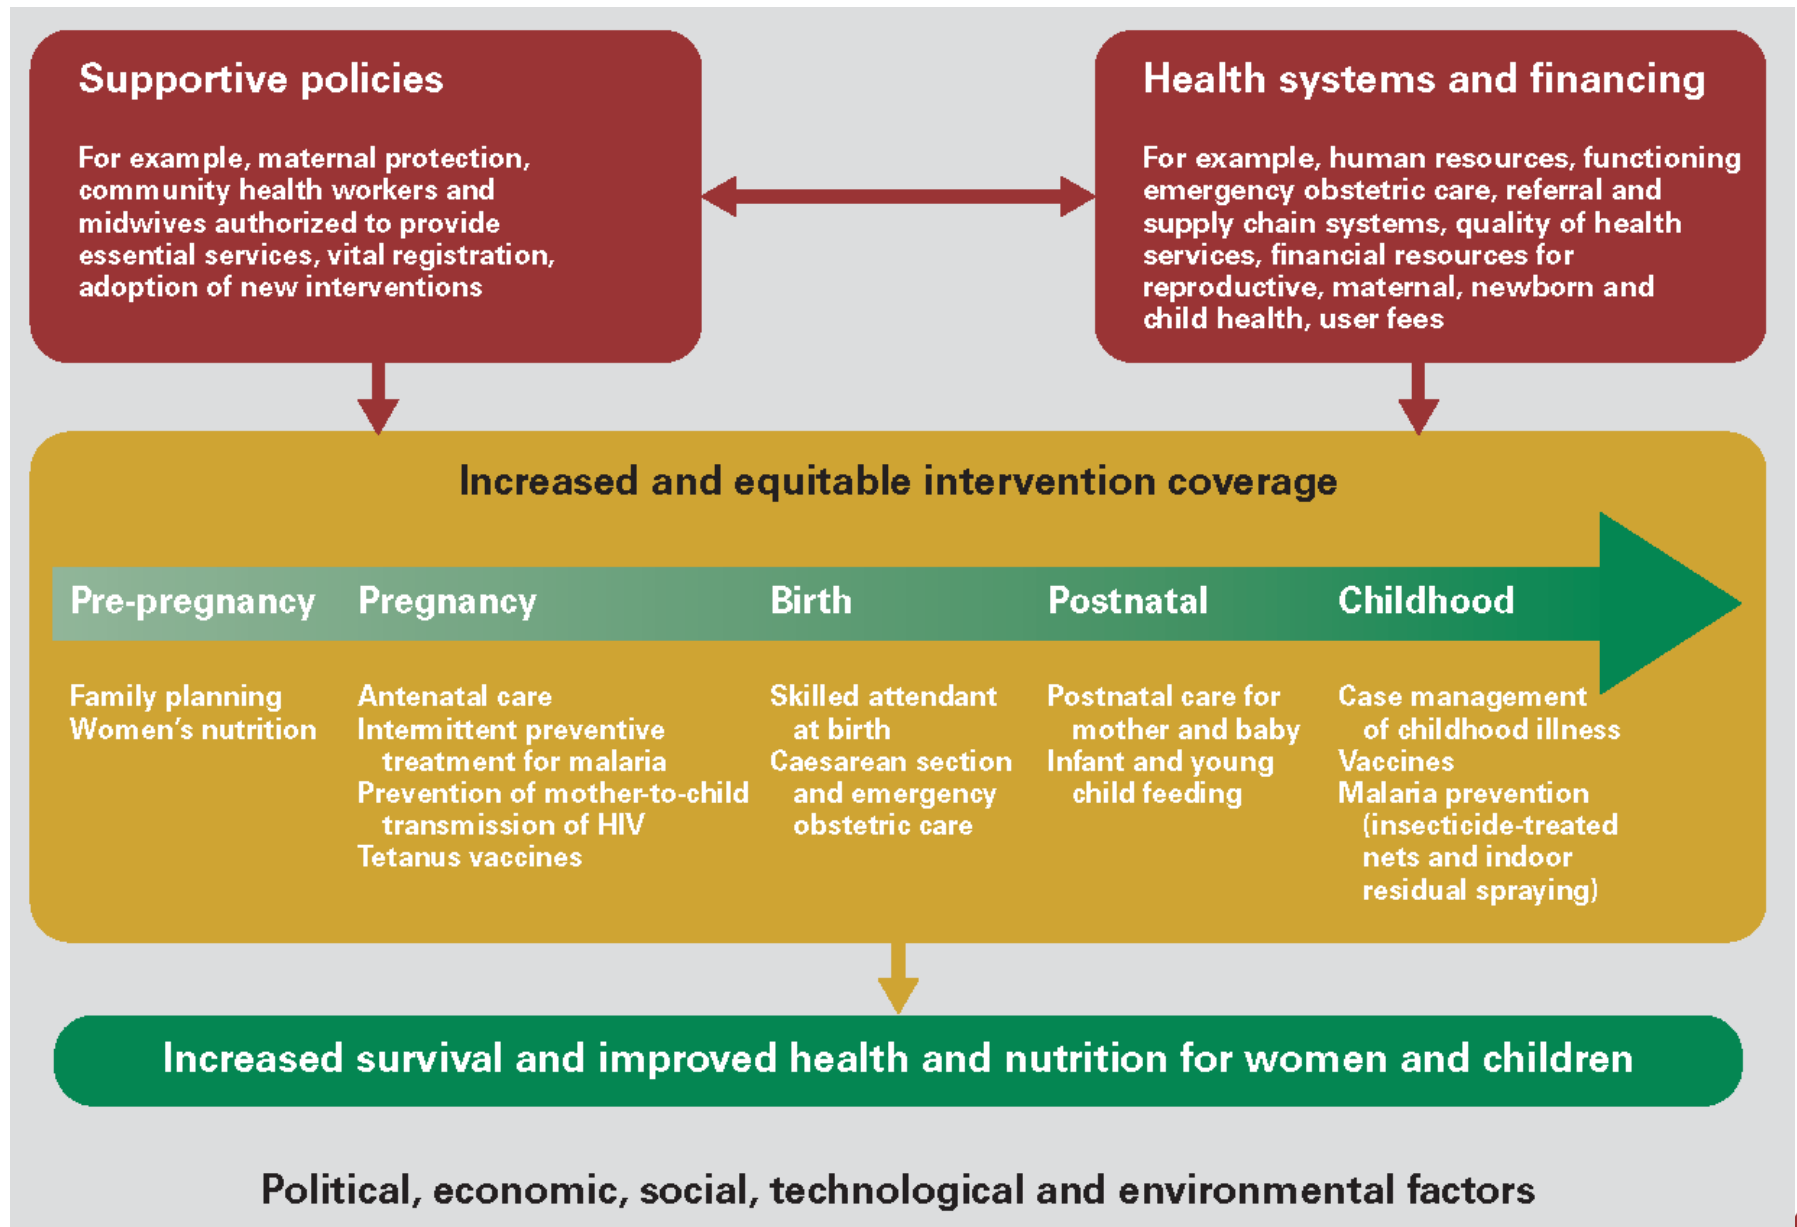 Supportive policies
For example, maternal protection,
community health workers and
midwives authorized to provide
essential services, vital registration,
adoption of new interventions
Health systems and financing
For example, human resources, functioning
emergency obstetric care, referral and
supply chain systems, quality of health
services, financial resources for
reproductive, maternal, newborn and
child health, user fees
Increased and equitable intervention coverage
Pre-pregnancy
Family planning
Women's nutrition
Pregnancy
Antenatal care
Intermittent preventive
treatment for malaria
Prevention of mother-to-child
transmission of HIV
Tetanus vaccines
Birth
Skilled attendant
at birth
Caesarean section
and emergency
obstetric care
Postnatal
Postnatal care for
mother and baby
Infant and young
child feeding
Childhood
Case management
of childhood illness
Vaccines
Malaria prevention
(insecticide-treated
nets and indoor
residual spraying)
Increased survival and improved health and nutrition for women and children
Political, economic, social, technological and environmental factors